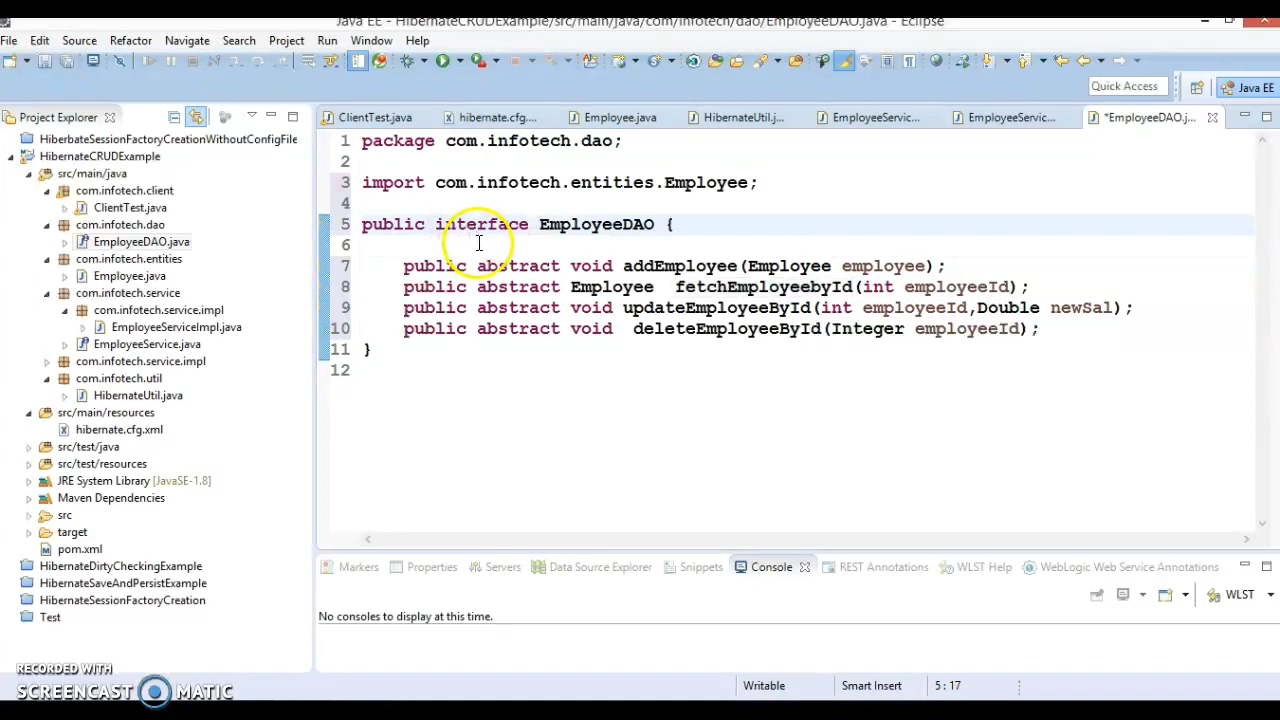 Java EE - HibernateCRUDExample/src/main/java/com/infotech/dao/EmployeeDAO.java - Eclipse
File Edit Source Refactor Navigate Search Project Run Window Help
Quick Access
Java EE
Project Explorer
HiberbateSessionFactoryCreationWithoutConfigFile
HibernateCRUDExample
src/main/java
com.infotech.client
ClientTest.java
com.infotech.dao
EmployeeDAO.java
com.infotech.entities
Employee.java
com.infotech.service
com.infotech.service.impl
EmployeeServiceImpl.java
EmployeeService.java
com.infotech.service.impl
com.infotech.util
HibernateUtil.java
src/main/resources
hibernate.cfg.xml
src/test/java
src/test/resources
JRE System Library [JavaSE-1.8]
Maven Dependencies
src
target
pom.xml
HibernateDirtyCheckingExample
HibernateSaveAndPersistExample
HibernateSessionFactoryCreation
Test
ClientTest.java hibernate.cfg.... Employee.java HibernateUtil.j... EmployeeServic... EmployeeServic... *EmployeeDAO.j...
1 package com.infotech.dao;
2
3 import com.infotech.entities.Employee;
4
5 public interface EmployeeDAO {
6
7 public abstract void addEmployee(Employee employee);
8 public abstract Employee fetchEmployeebyId(int employeeId);
9 public abstract void updateEmployeeById(int employeeId,Double newSal);
10 public abstract void deleteEmployeeById(Integer employeeId);
11 }
12
Markers Properties Servers Data Source Explorer Snippets Console REST Annotations WLST Help WebLogic Web Service Annotations
WLST
No consoles to display at this time.
Writable Smart Insert 5 : 17
RECORDED WITH
SCREENCAST MATIC